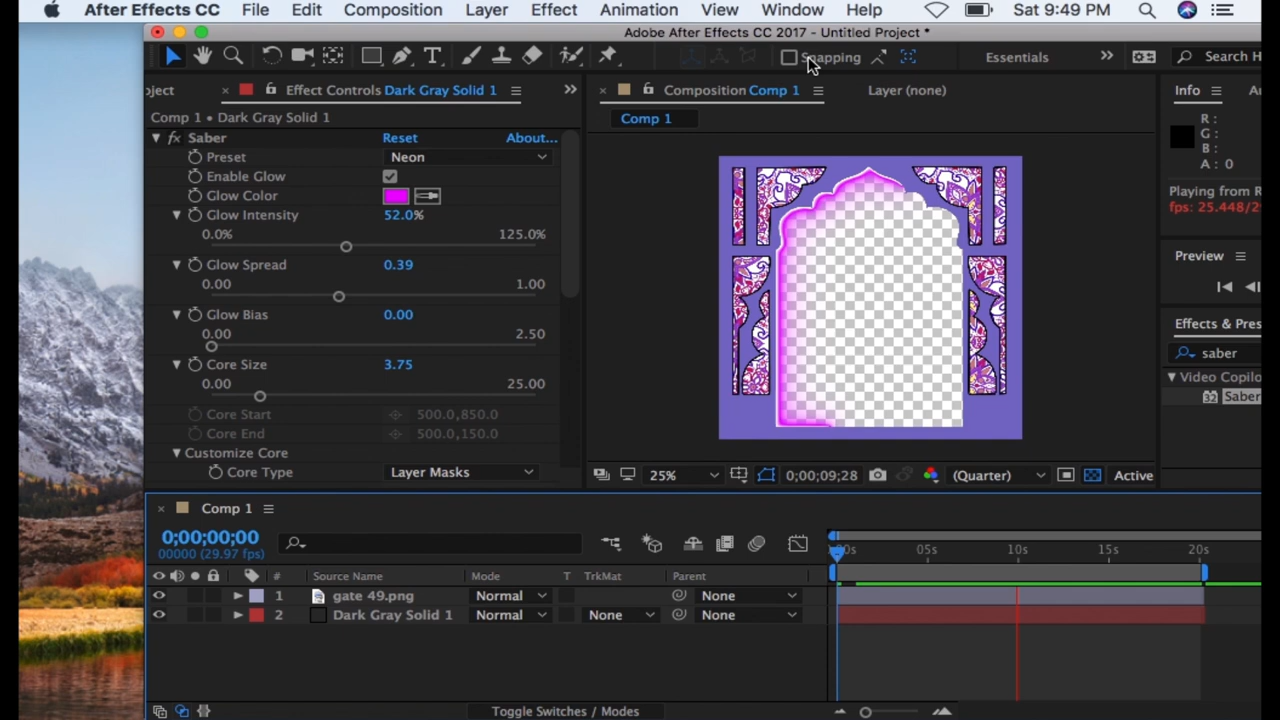 After Effects CC File Edit Composition Layer Effect Animation View Window Help Sat 9:49 PM
Adobe After Effects CC 2017 - Untitled Project *
Snapping Essentials Search H
ject Effect Controls Dark Gray Solid 1 Composition Comp 1 Layer (none) Info
Comp 1 • Dark Gray Solid 1 Comp 1
R :
G :
B :
A : 0
fx Saber Reset About...
Preset Neon
Enable Glow
Glow Color
Playing from R
Glow Intensity 52.0%
fps: 25.448/2
0.0% 125.0%
Glow Spread 0.39 Preview
0.00 1.00
Glow Bias 0.00
Effects & Pres
0.00 2.50
saber
Core Size 3.75
Video Copilo
0.00 25.00
32 Saber
Core Start 500.0,850.0
Core End 500.0,150.0
Customize Core
Core Type Layer Masks
25% 0;00;09;28 (Quarter) Active
Comp 1
0;00;00;00
00000 (29.97 fps)
00s 05s 10s 15s 20s
# Source Name Mode T TrkMat Parent
1 gate 49.png Normal None
2 Dark Gray Solid 1 Normal None None
Toggle Switches / Modes